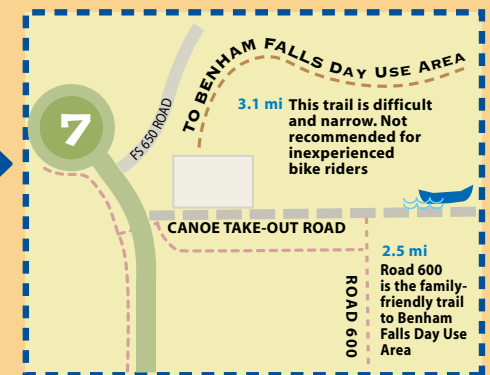 TO BENHAM FALLS DAY USE AREA
7
FS 650 ROAD
3.1 mi This trail is difficult
and narrow. Not
recommended for
inexperienced
bike riders
CANOE TAKE-OUT ROAD
2.5 mi
Road 600
is the family-
friendly trail
to Benham
Falls Day Use
Area
ROAD 600